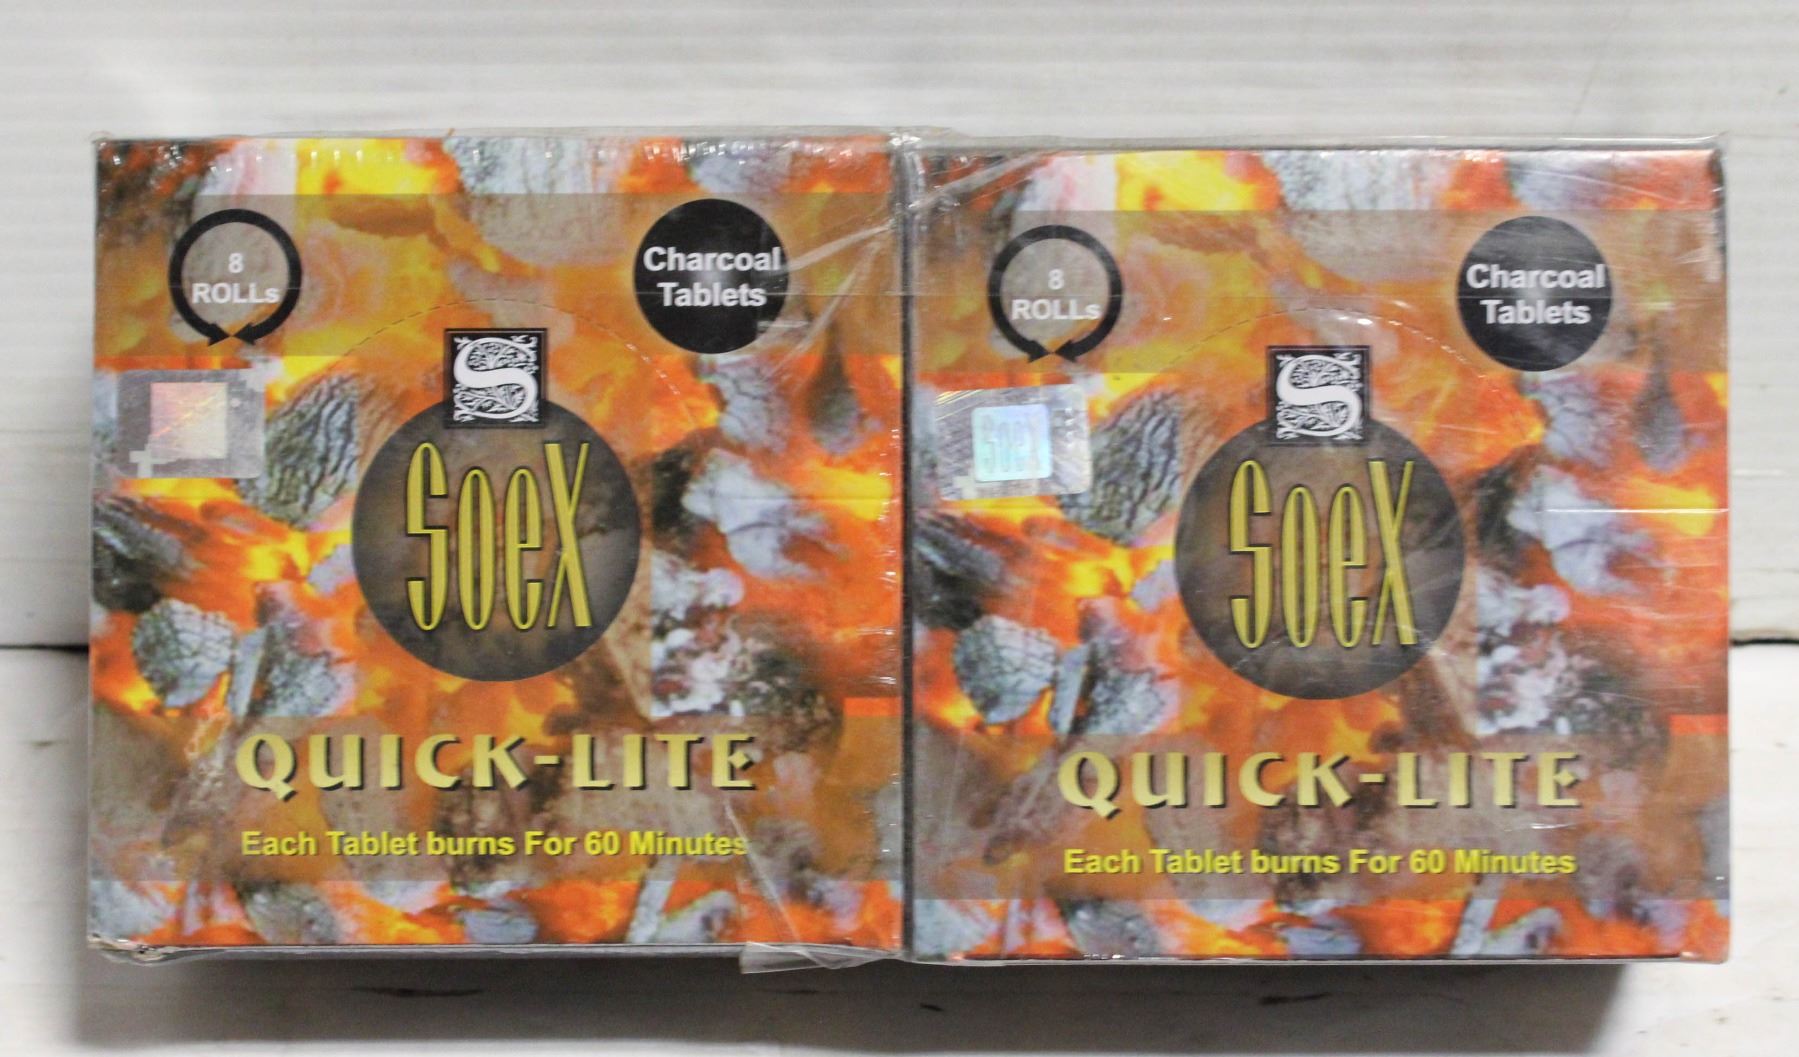 8
ROLLs
Charcoal
Tablets
S
Soex
QUICK-LITE
Each Tablet burns For 60 Minutes
8
ROLLs
Charcoal
Tablets
Soex
S
Soex
QUICK-LITE
Each Tablet burns For 60 Minutes